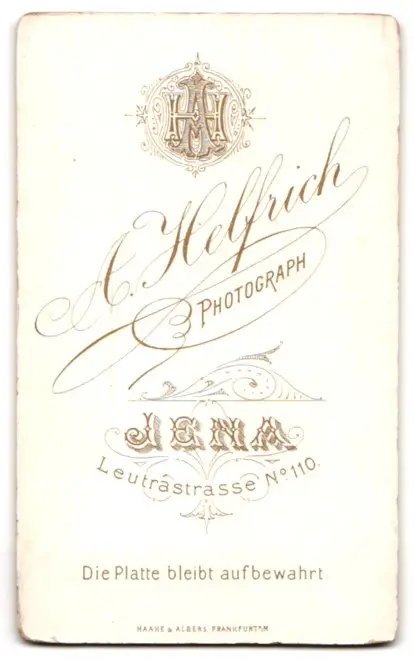 AH
A. Helfrich
PHOTOGRAPH
JENA
Leutrastrasse No 110.
Die Platte bleibt aufbewahrt
HAAKE & ALBERS FRANKFURT A/M